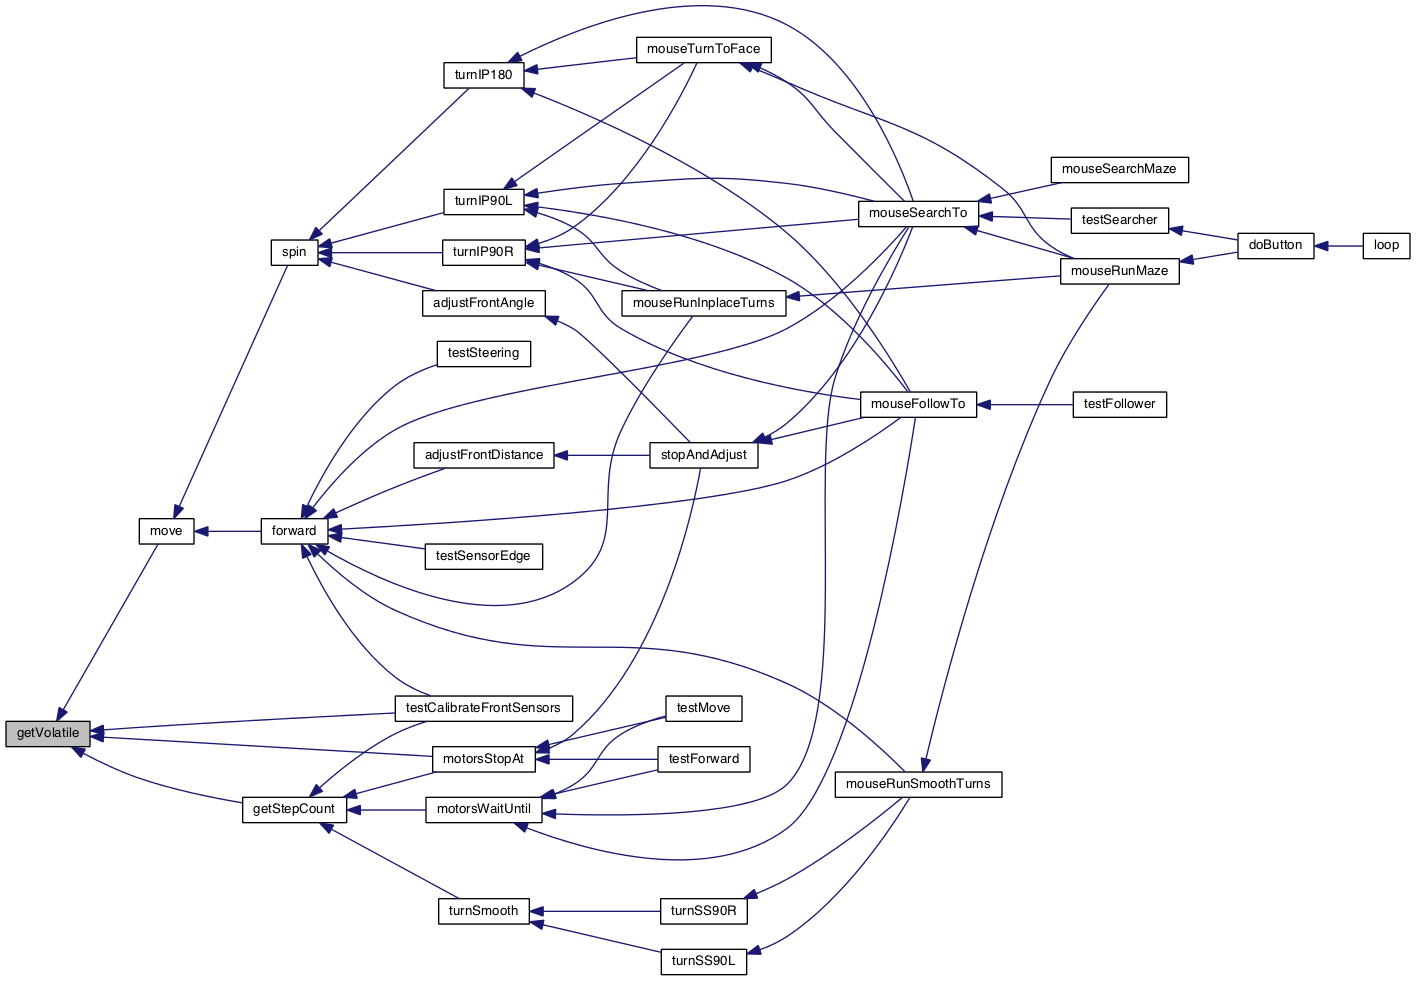 mouseTurnToFace
turnIP180
mouseSearchMaze
turnIP90L
mouseSearchTo
testSearcher
spin
turnIP90R
doButton
loop
mouseRunMaze
adjustFrontAngle
mouseRunInplaceTurns
testSteering
mouseFollowTo
testFollower
adjustFrontDistance
stopAndAdjust
move
forward
testSensorEdge
testCalibrateFrontSensors
testMove
getVolatile
motorsStopAt
testForward
mouseRunSmoothTurns
getStepCount
motorsWaitUntil
turnSmooth
turnSS90R
turnSS90L